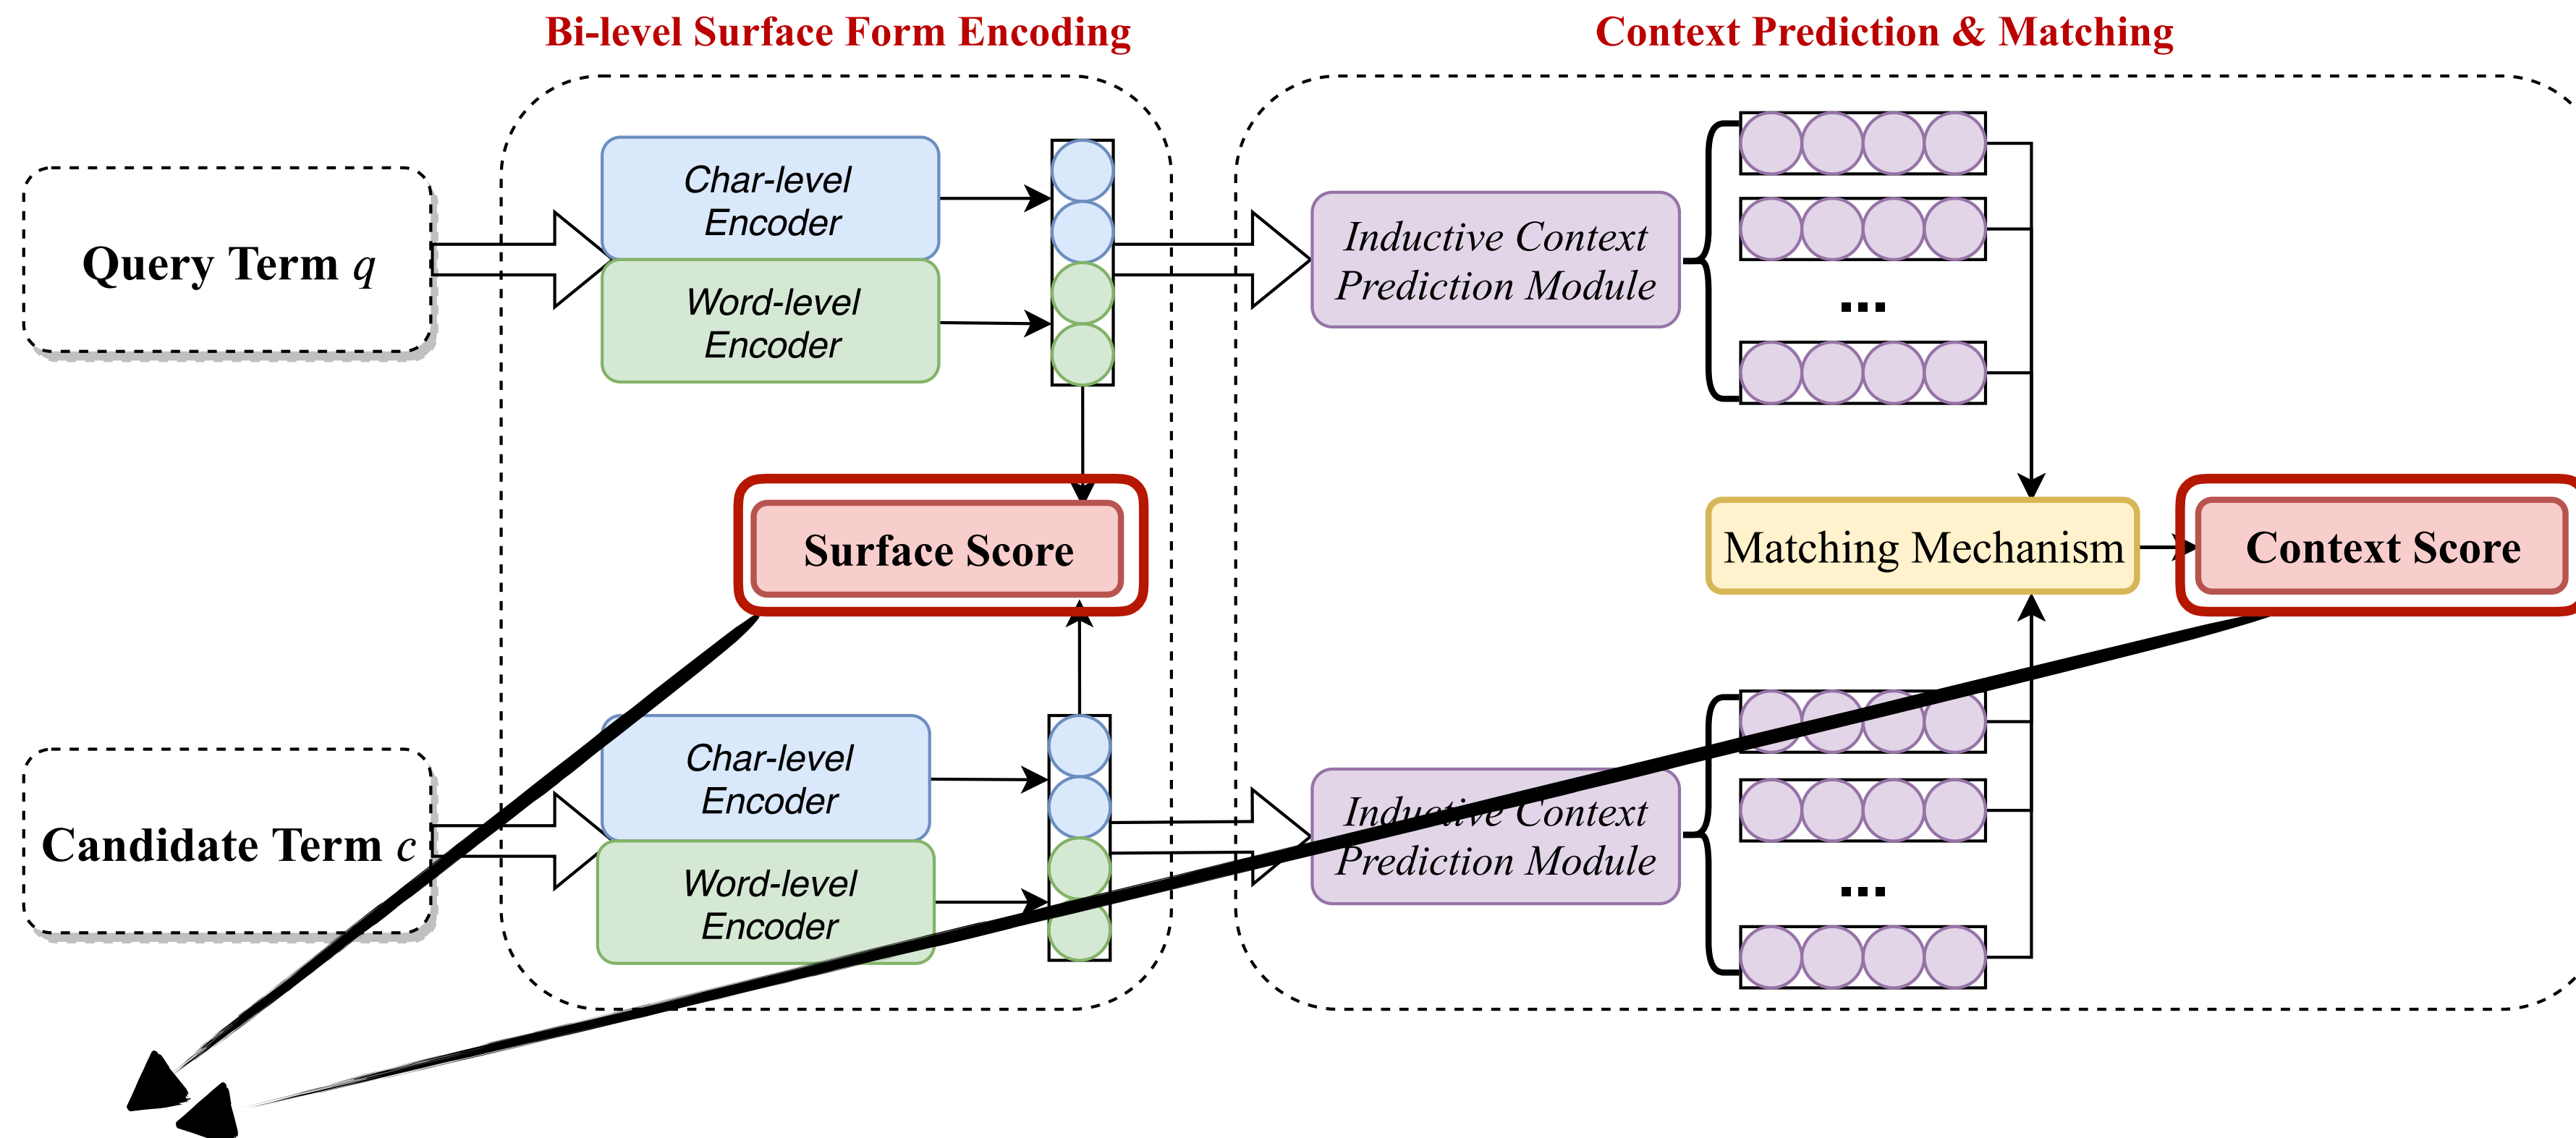 Bi-level Surface Form Encoding
Context Prediction & Matching
Query Term q
Char-level
Encoder
Word-level
Encoder
Inductive Context
Prediction Module
...
Surface Score
Matching Mechanism
Context Score
Candidate Term c
Char-level
Encoder
Word-level
Encoder
Inductive Context
Prediction Module
...